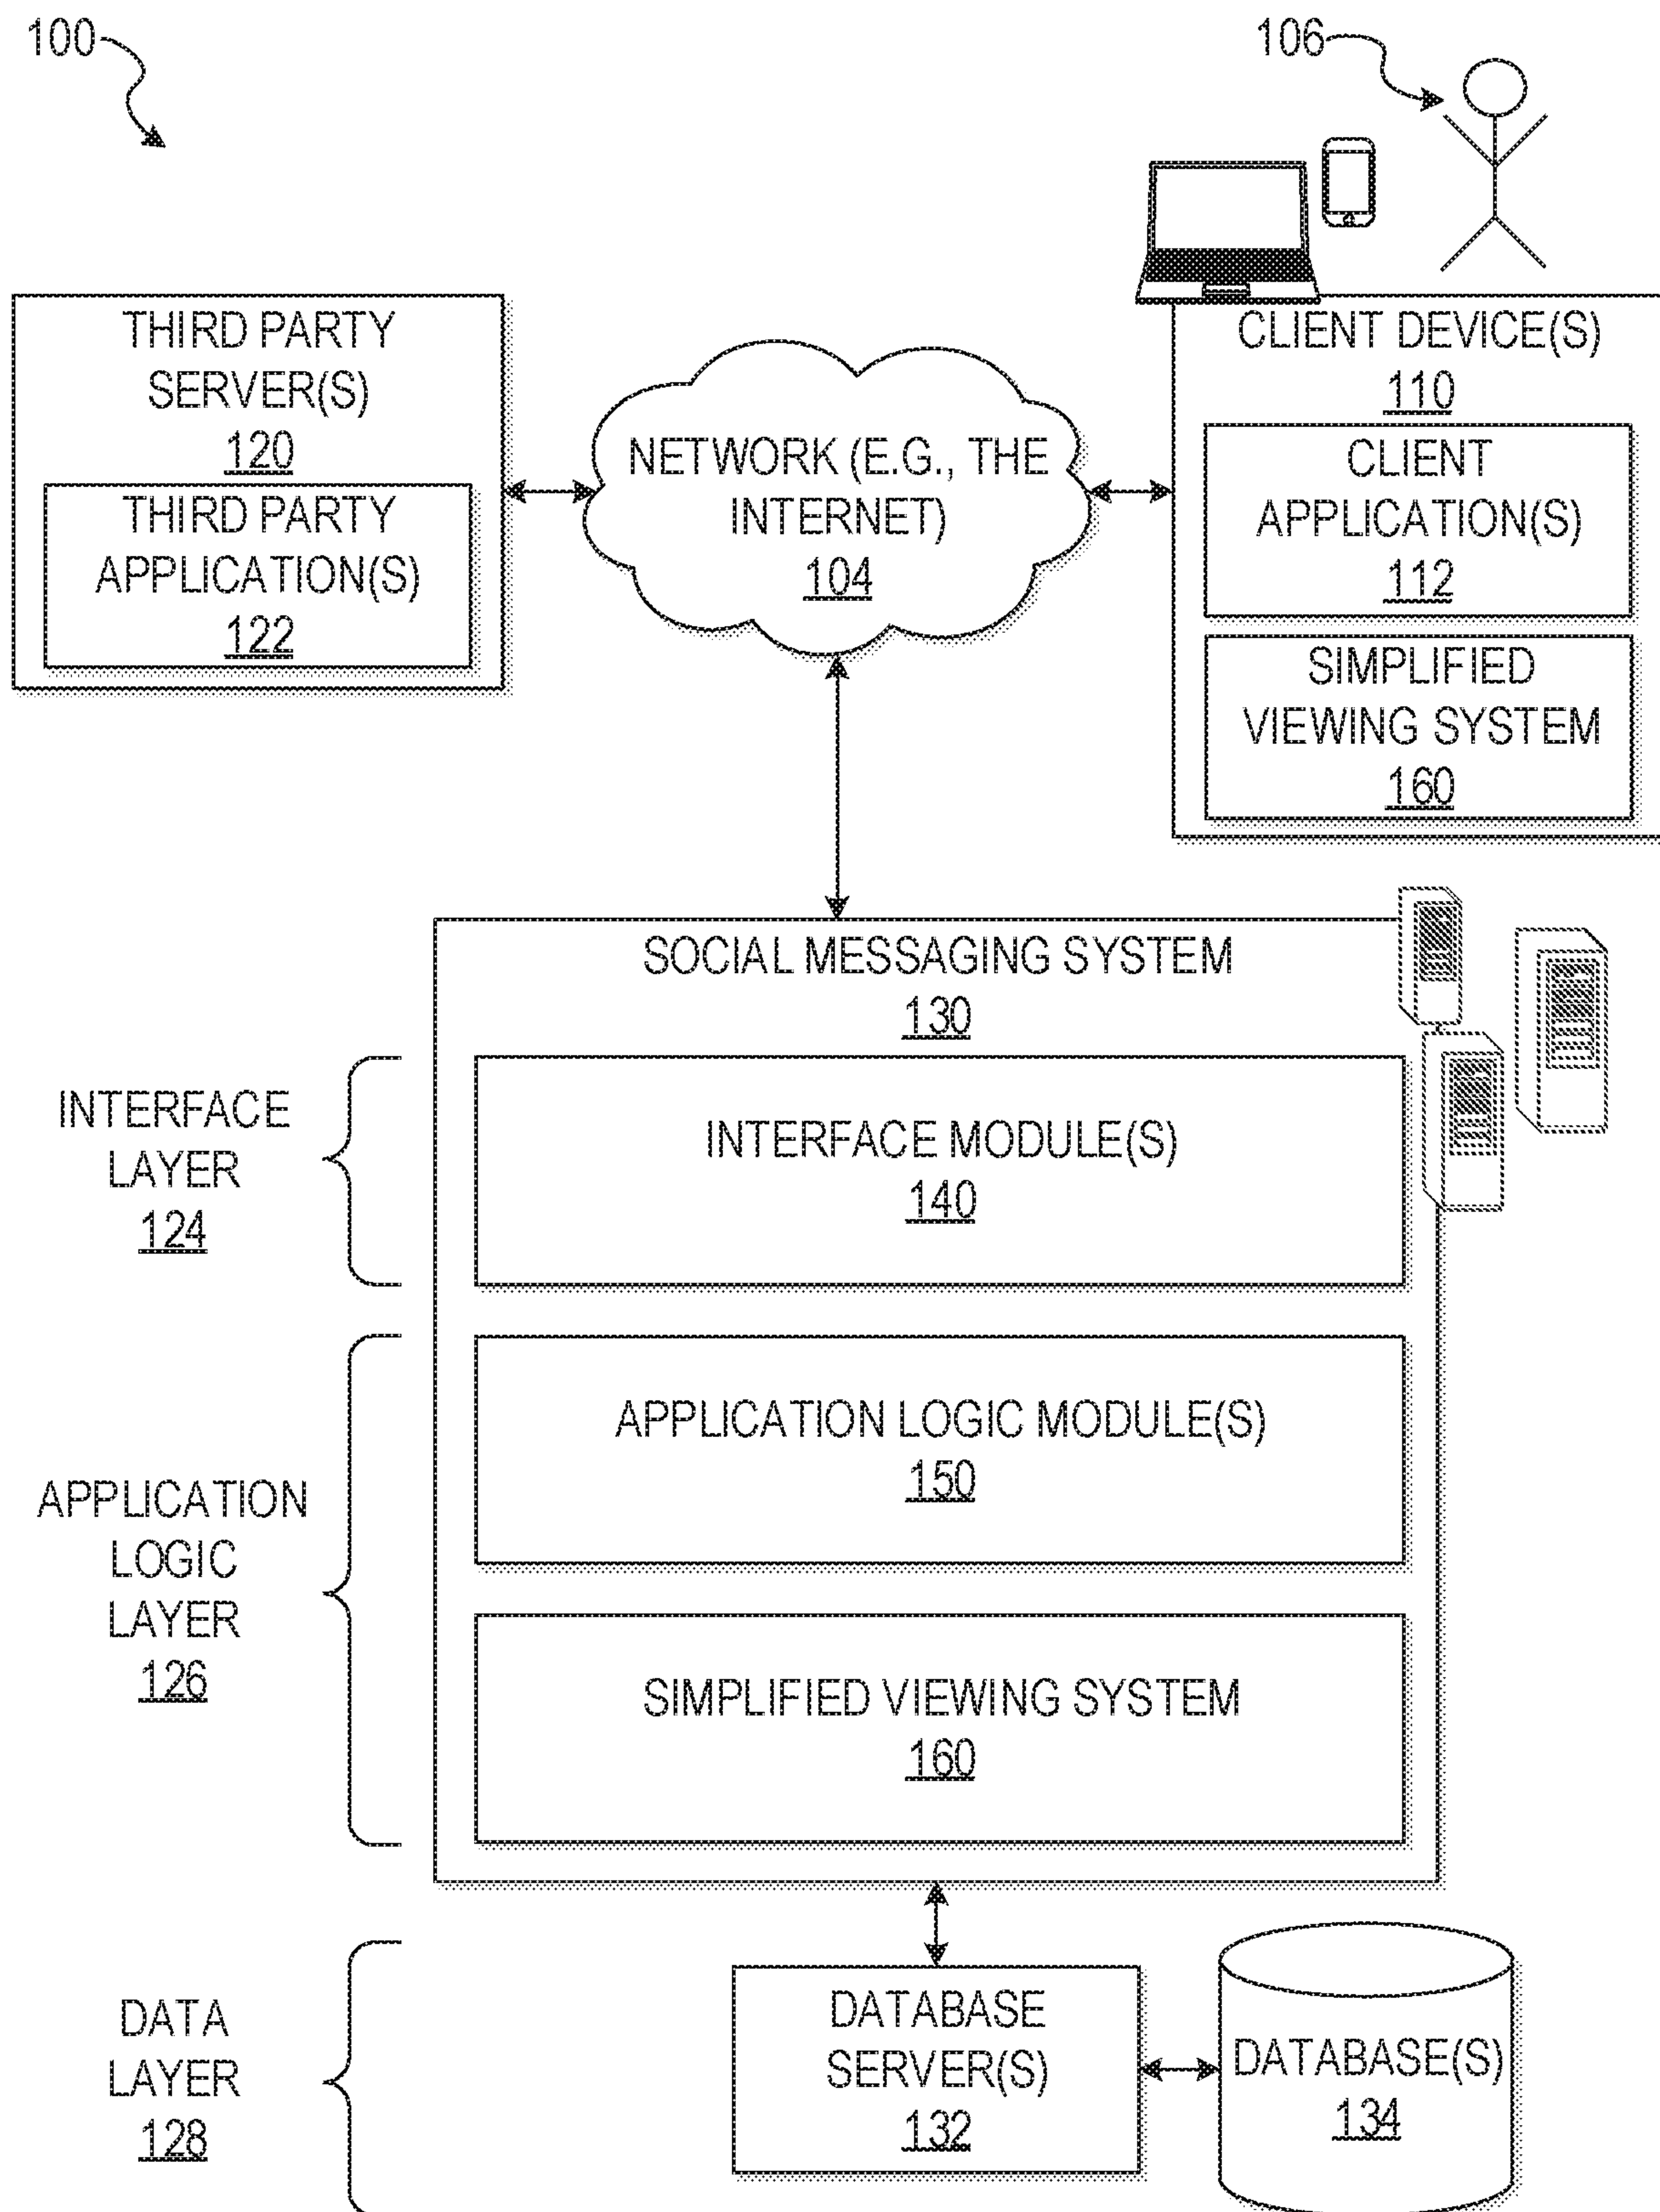 100
106
THIRD PARTY
SERVER(S)
120
THIRD PARTY
APPLICATION(S)
122
NETWORK (E.G., THE
INTERNET)
104
CLIENT DEVICE(S)
110
CLIENT
APPLICATION(S)
112
SIMPLIFIED
VIEWING SYSTEM
160
SOCIAL MESSAGING SYSTEM
130
INTERFACE
LAYER
124
INTERFACE MODULE(S)
140
APPLICATION
LOGIC
LAYER
126
APPLICATION LOGIC MODULE(S)
150
SIMPLIFIED VIEWING SYSTEM
160
DATA
LAYER
128
DATABASE
SERVER(S)
132
DATABASE(S)
134